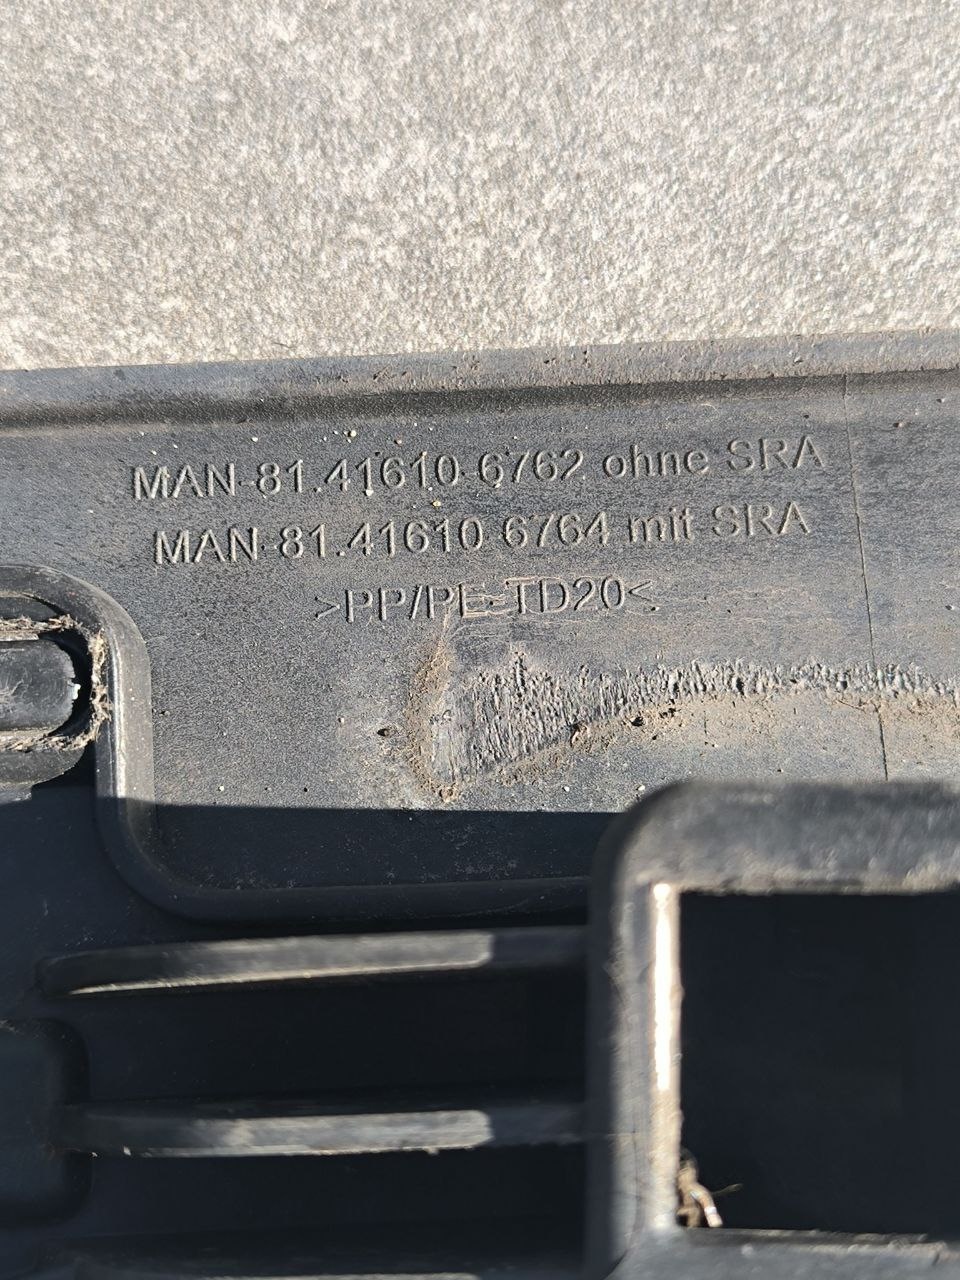 MAN 81.41610 6762 ohne SRA
MAN 81.41610 6764 mit SRA
>PP/PE-TD20<